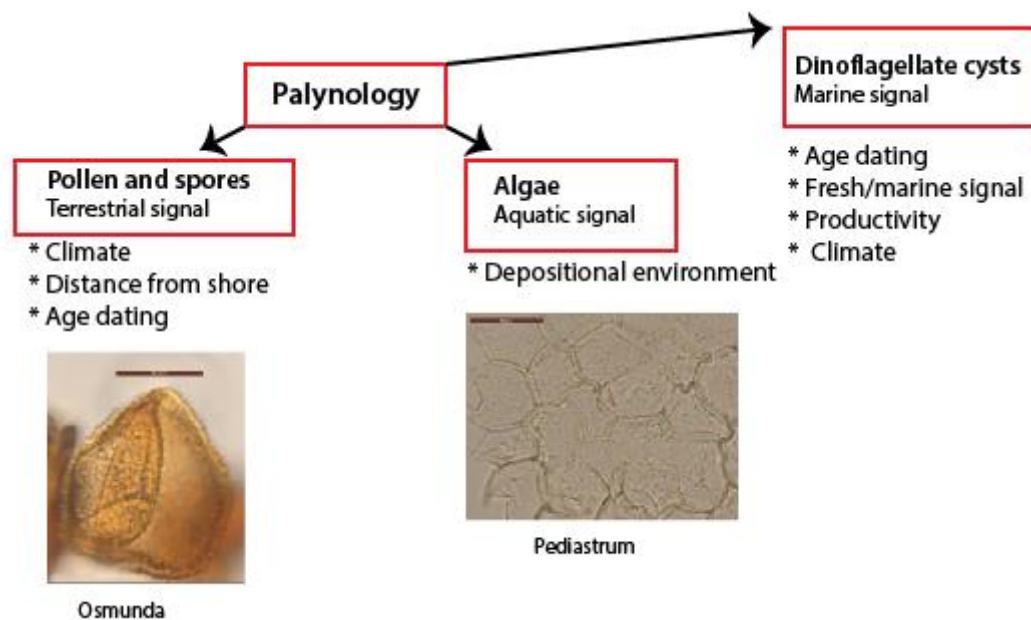 Palynology
Dinoflagellate cysts
Marine signal
* Age dating
* Fresh/marine signal
* Productivity
* Climate
Pollen and spores
Terrestrial signal
* Climate
* Distance from shore
* Age dating
Algae
Aquatic signal
* Depositional environment
Osmunda
Pediastrum